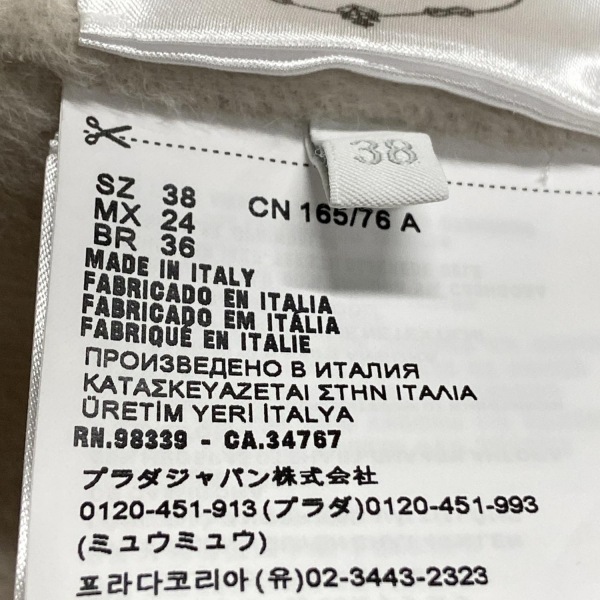 38
SZ 38
MX 24 CN 165/76 A
BR 36
MADE IN ITALY
FABRICADO EN ITALIA
FABRICADO EM ITALIA
FABRIQUÉ EN ITALIE
ПРОИЗВЕДЕНО В ИТАЛИЯ
ΚΑΤΑΣΚΕΥΑΖΕΤΑΙ ΣΤΗΝ ΙΤΑΛΙΑ
ÜRETİM YERİ İTALYA
RN.98339 - CA.34767
プラダジャパン株式会社
0120-451-913(プラダ)0120-451-993
(ミュウミュウ)
프라다코리아(유)02-3443-2323